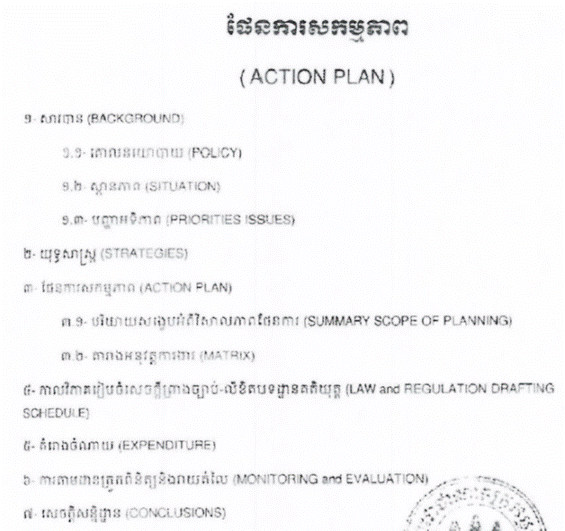 ផែនការសកម្មភាព
(ACTION PLAN)
១- សាវតាន (BACKGROUND)
១.១- គោលនយោបាយ (POLICY)
១.២- ស្ថានភាព (SITUATION)
១.៣- បញ្ហាអទិភាព (PRIORITIES ISSUES)
២- យុទ្ធសាស្ត្រ (STRATEGIES)
៣- ផែនការសកម្មភាព (ACTION PLAN)
៣.១- បរិយាយសង្ខេបអំពីវិសាលភាពផែនការ (SUMMARY SCOPE OF PLANNING)
៣.២- តារាងអនុវត្តការងារ (MATRIX)
៤- កាលវិភាគរៀបចំសេចក្តីព្រាងច្បាប់-លិខិតបទដ្ឋានគតិយុត្ត (LAW and REGULATION DRAFTING
SCHEDULE)
៥- គំរោងចំណាយ (EXPENDITURE)
៦- ការតាមដានត្រួតពិនិត្យនិងវាយតំលៃ (MONITORING and EVALUATION)
៧- សេចក្តីសន្និដ្ឋាន (CONCLUSIONS)